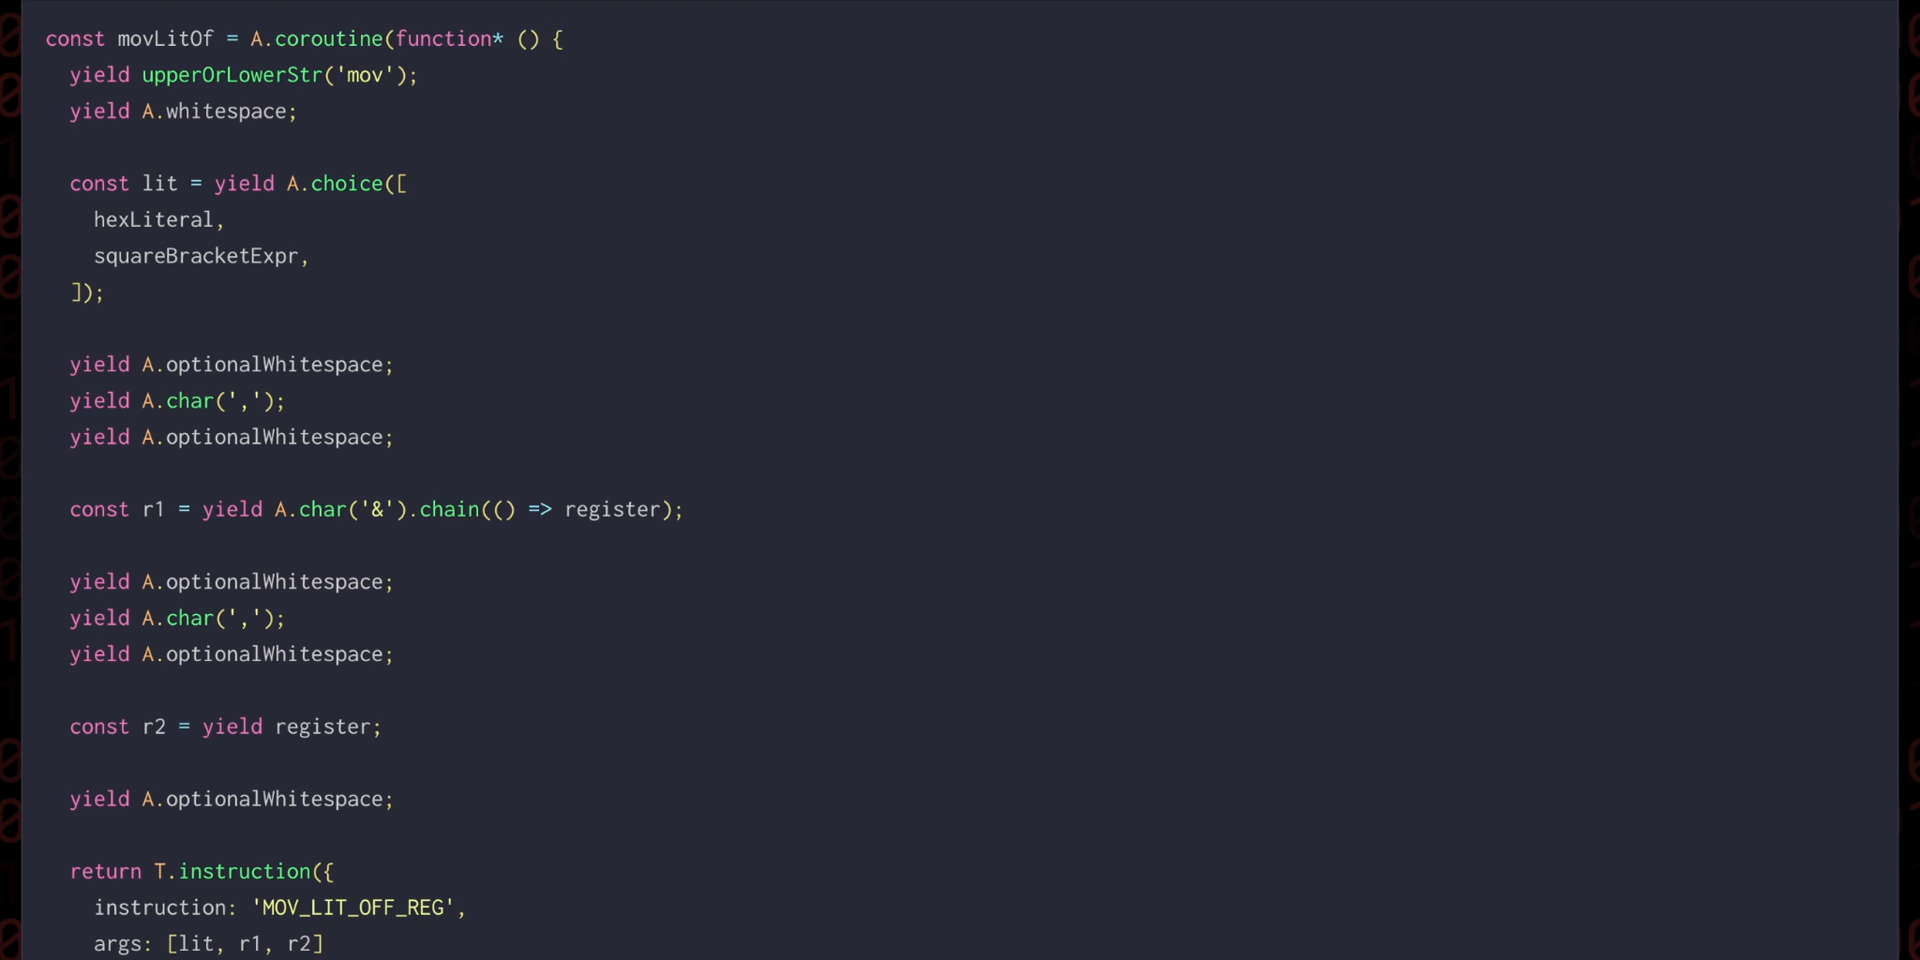 const movLitOf = A.coroutine(function* () {
  yield upperOrLowerStr('mov');
  yield A.whitespace;
  const lit = yield A.choice([
    hexLiteral,
    squareBracketExpr,
  ]);
  yield A.optionalWhitespace;
  yield A.char(',');
  yield A.optionalWhitespace;
  const r1 = yield A.char('&').chain(() => register);
  yield A.optionalWhitespace;
  yield A.char(',');
  yield A.optionalWhitespace;
  const r2 = yield register;
  yield A.optionalWhitespace;
  return T.instruction({
    instruction: 'MOV_LIT_OFF_REG',
    args: [lit, r1, r2]